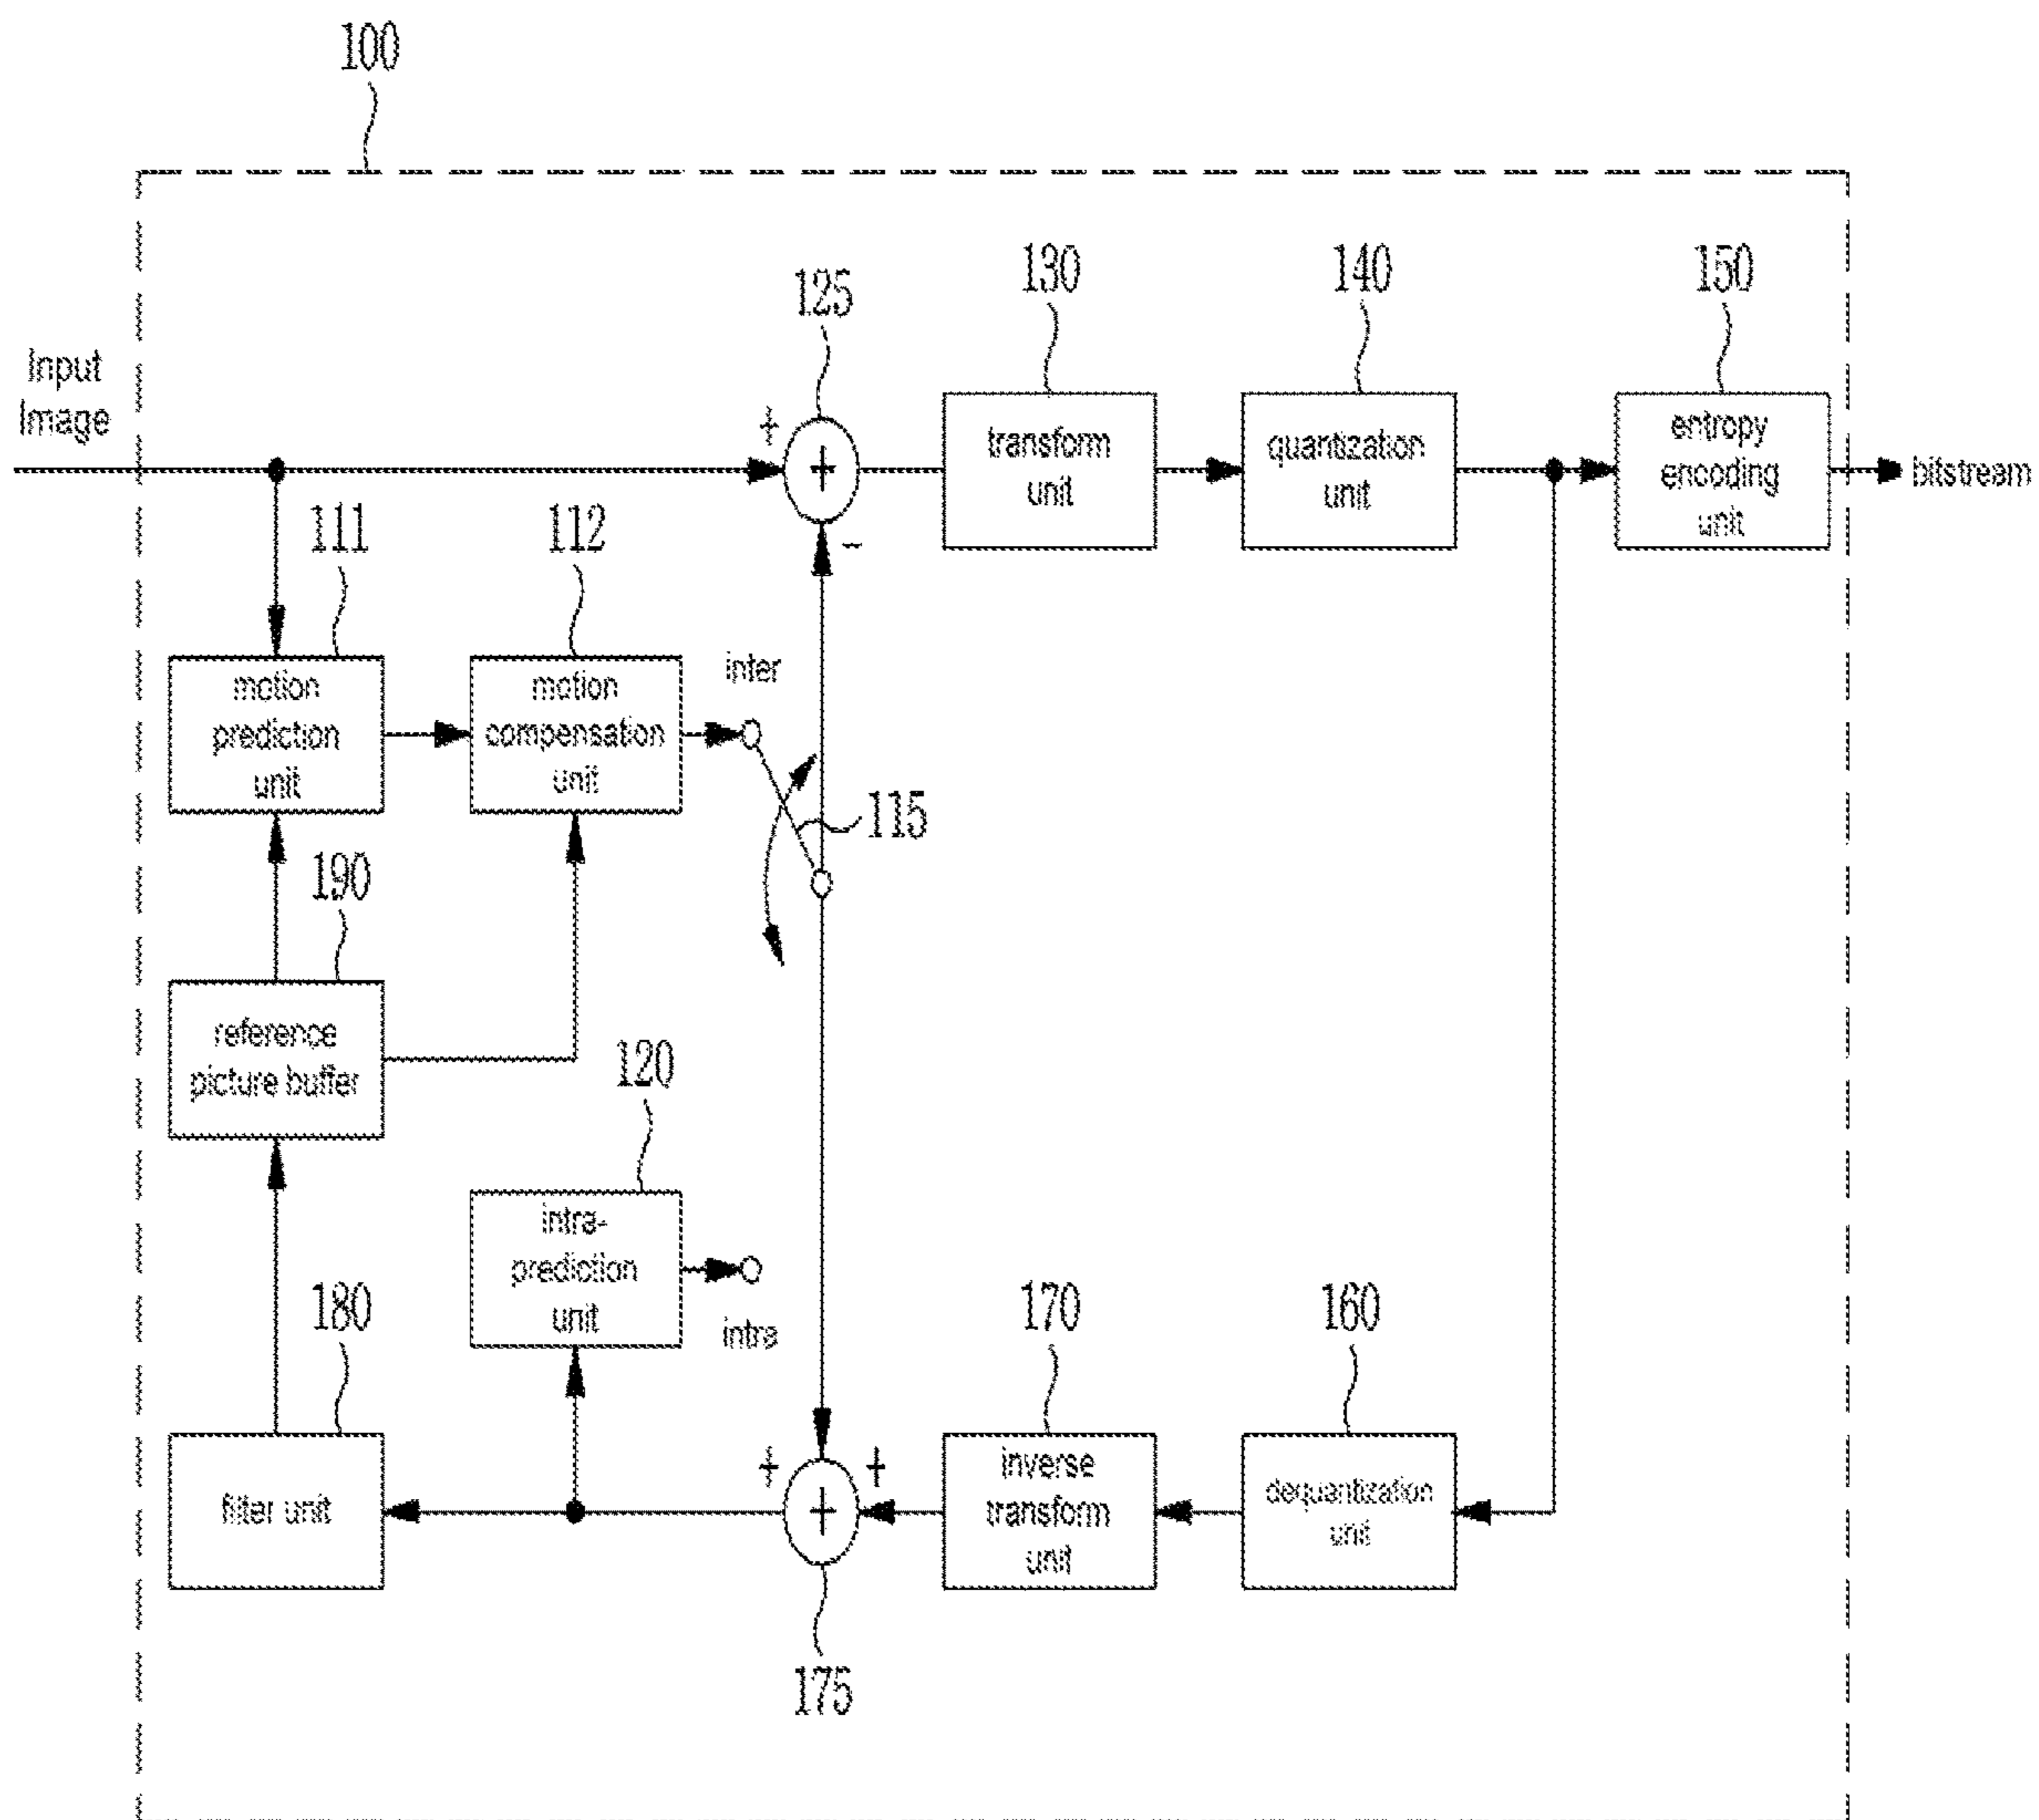 100
125
130
140
150
Input
Image
+
+
transform
unit
quantization
unit
entropy
encoding
unit
bitstream
-
111
112
motion
prediction
unit
motion
compensation
unit
inter
115
190
reference
picture buffer
120
intra-
prediction
unit
intra
180
170
160
filter unit
+
+
+
inverse
transform
unit
dequantization
unit
175